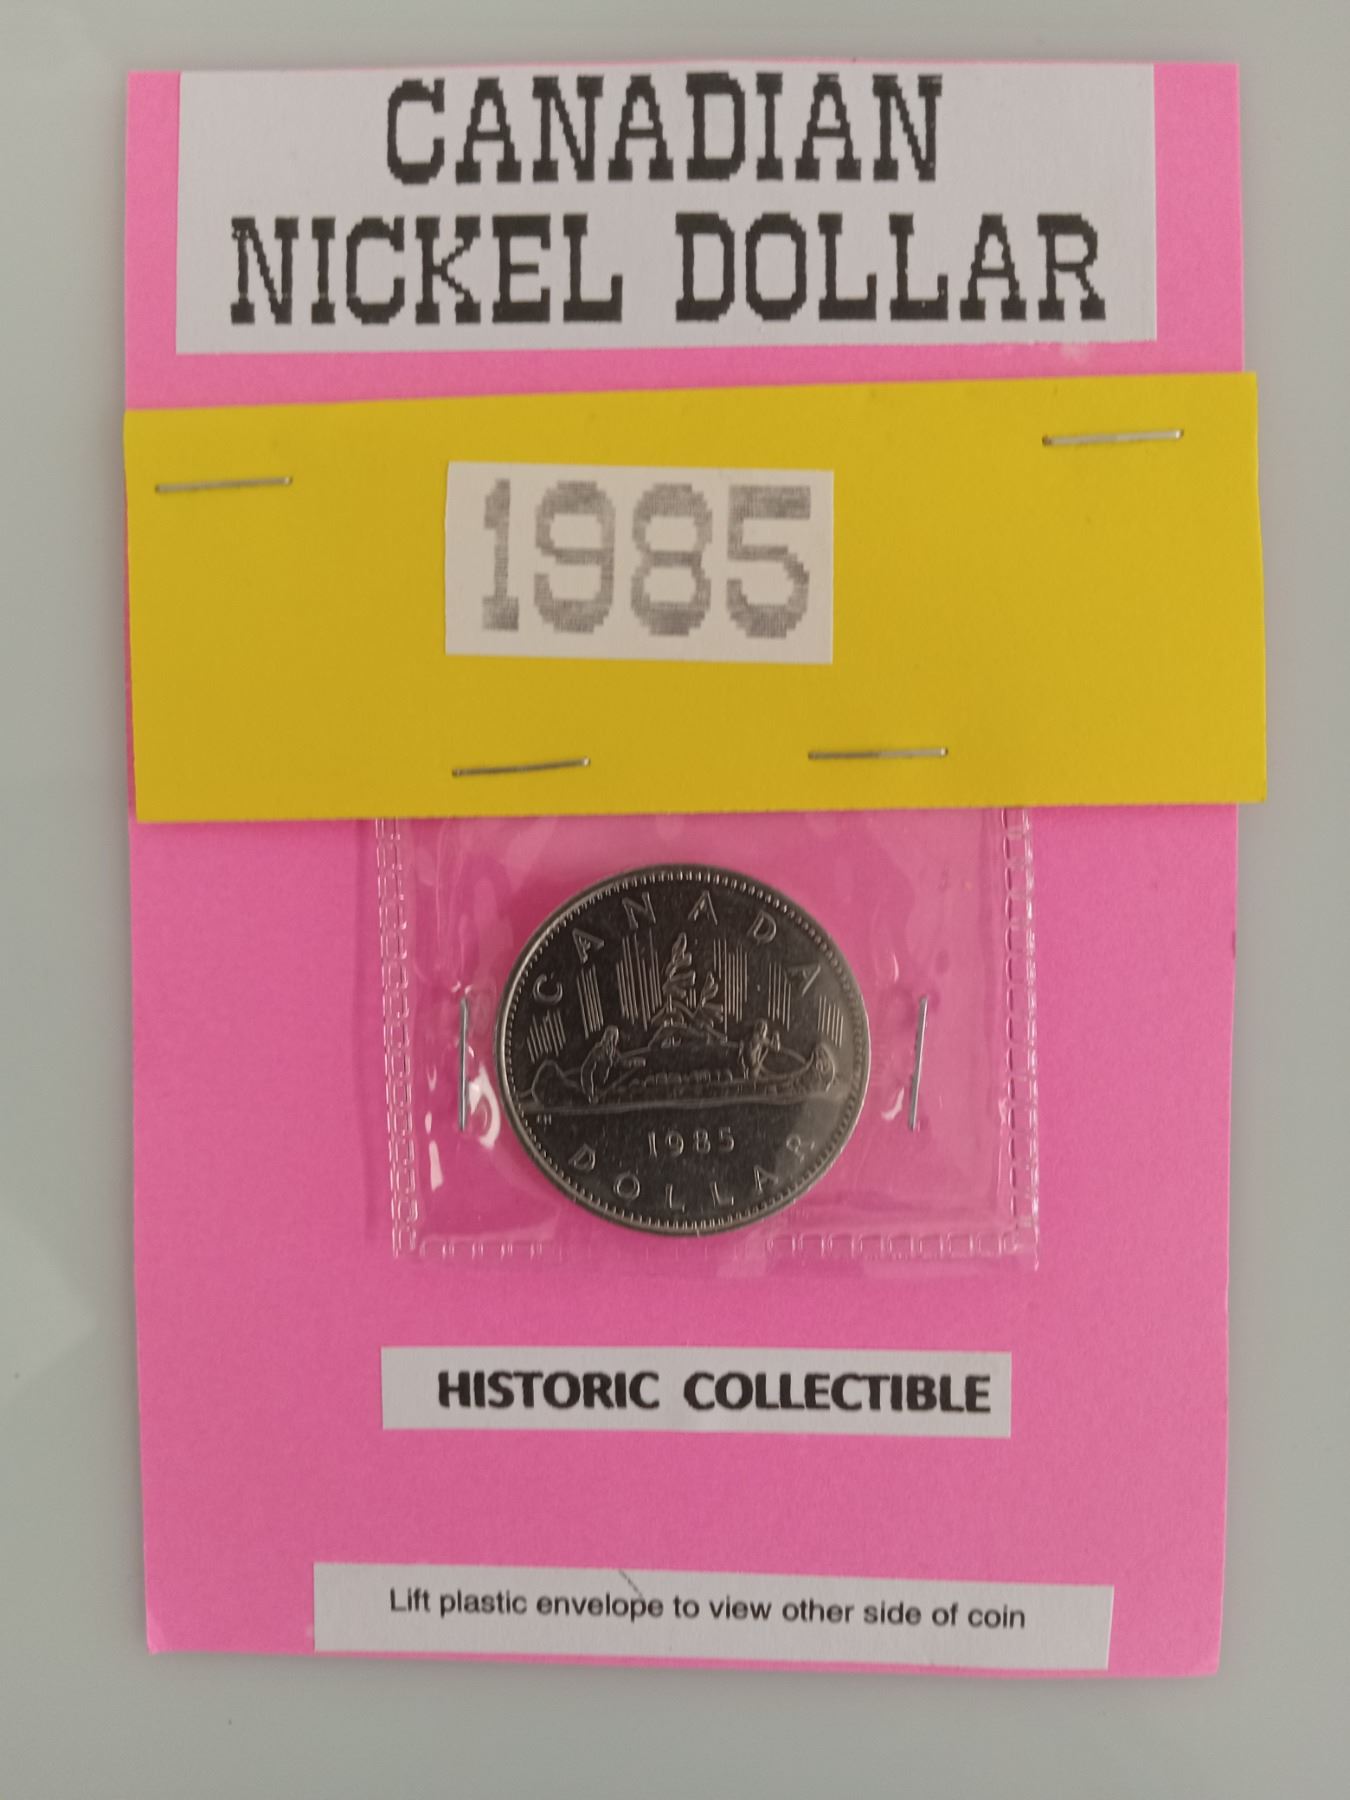 CANADIAN
NICKEL DOLLAR
1985
CANADA
1985
DOLLAR
HISTORIC COLLECTIBLE
Lift plastic envelope to view other side of coin